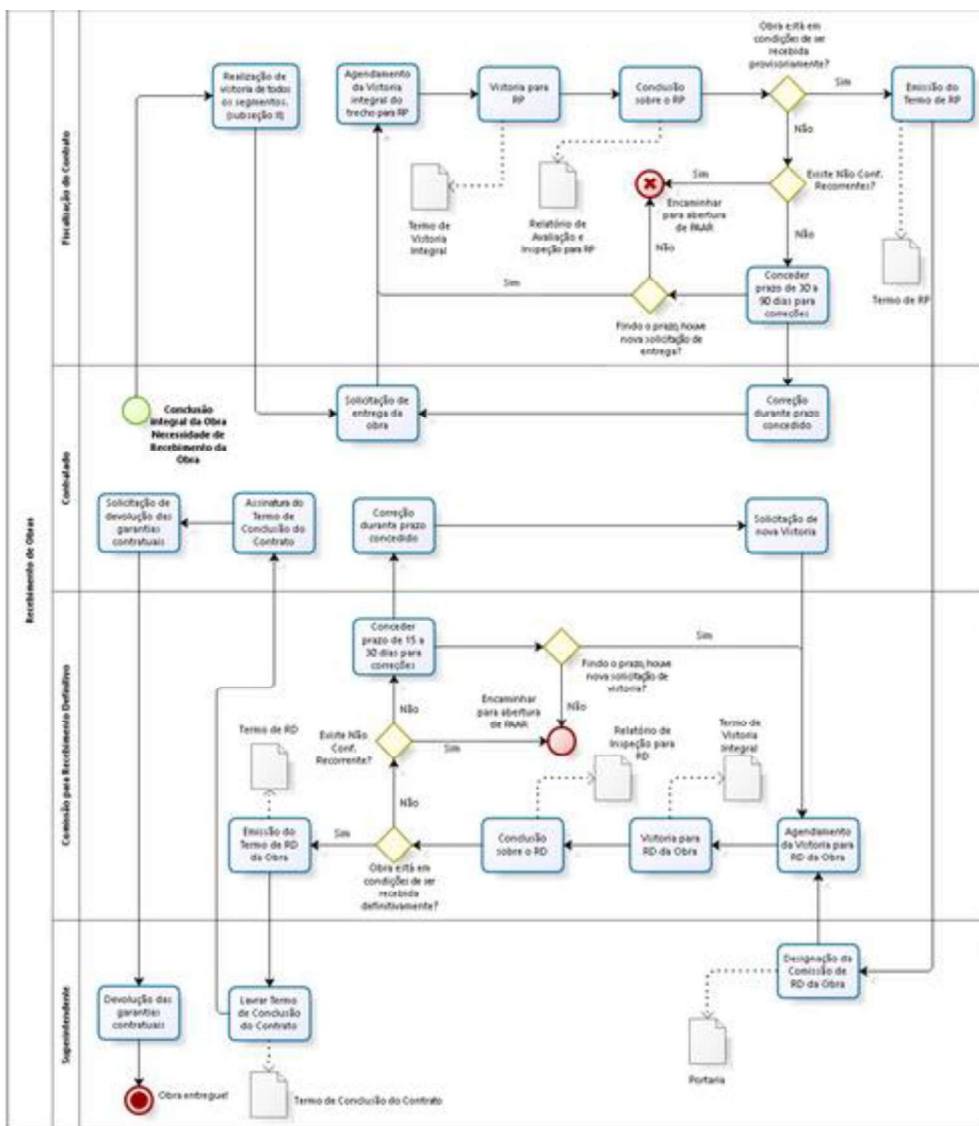 Recebimento de Obras
Fiscalização do Contrato
Realização de
vistoria de todos
os segmentos.
(subseção II)
Agendamento
da Vistoria
integral do
trecho para RP
Vistoria para
RP
Conclusão
sobre o RP
Obra está em
condições de ser
recebida
provisoriamente?
Sim
Emissão do
Termo de RP
Não
Termo de
Vistoria
Integral
Relatório de
Avaliação e
Inspeção para RP
Sim
Encaminhar
para abertura
de PAAR
Existe Não Conf.
Recorrentes?
Não
Não
Sim
Conceder
prazo de 30 a
90 dias para
correções
Findo o prazo, houve
nova solicitação de
entrega?
Termo de RP
Contratado
Conclusão
integral da Obra
Necessidade de
Recebimento da
Obra
Solicitação de
entrega da
obra
Correção
durante prazo
concedido
Solicitação de
devolução das
garantias
contratuais
Assinatura do
Termo de
Conclusão do
Contrato
Correção
durante prazo
concedido
Solicitação de
nova Vistoria
Comissão para Recebimento Definitivo
Conceder
prazo de 15 a
30 dias para
correções
Sim
Findo o prazo, houve
nova solicitação de
vistoria?
Não
Não
Encaminhar
para abertura
de PAAR
Existe Não Conf.
Recorrente?
Sim
Termo de RD
Relatório de
Inspeção para
RD
Termo de
Vistoria
Integral
Não
Emissão do
Termo de RD
da Obra
Sim
Obra está em
condições de ser
recebida
definitivamente?
Conclusão
sobre o RD
Vistoria para
RD da Obra
Agendamento
da Vistoria para
RD da Obra
Superintendente
Devolução das
garantias
contratuais
Lavrar Termo
de Conclusão
do Contrato
Designação da
Comissão de
RD da Obra
Portaria
Obra entregue!
Termo de Conclusão do Contrato